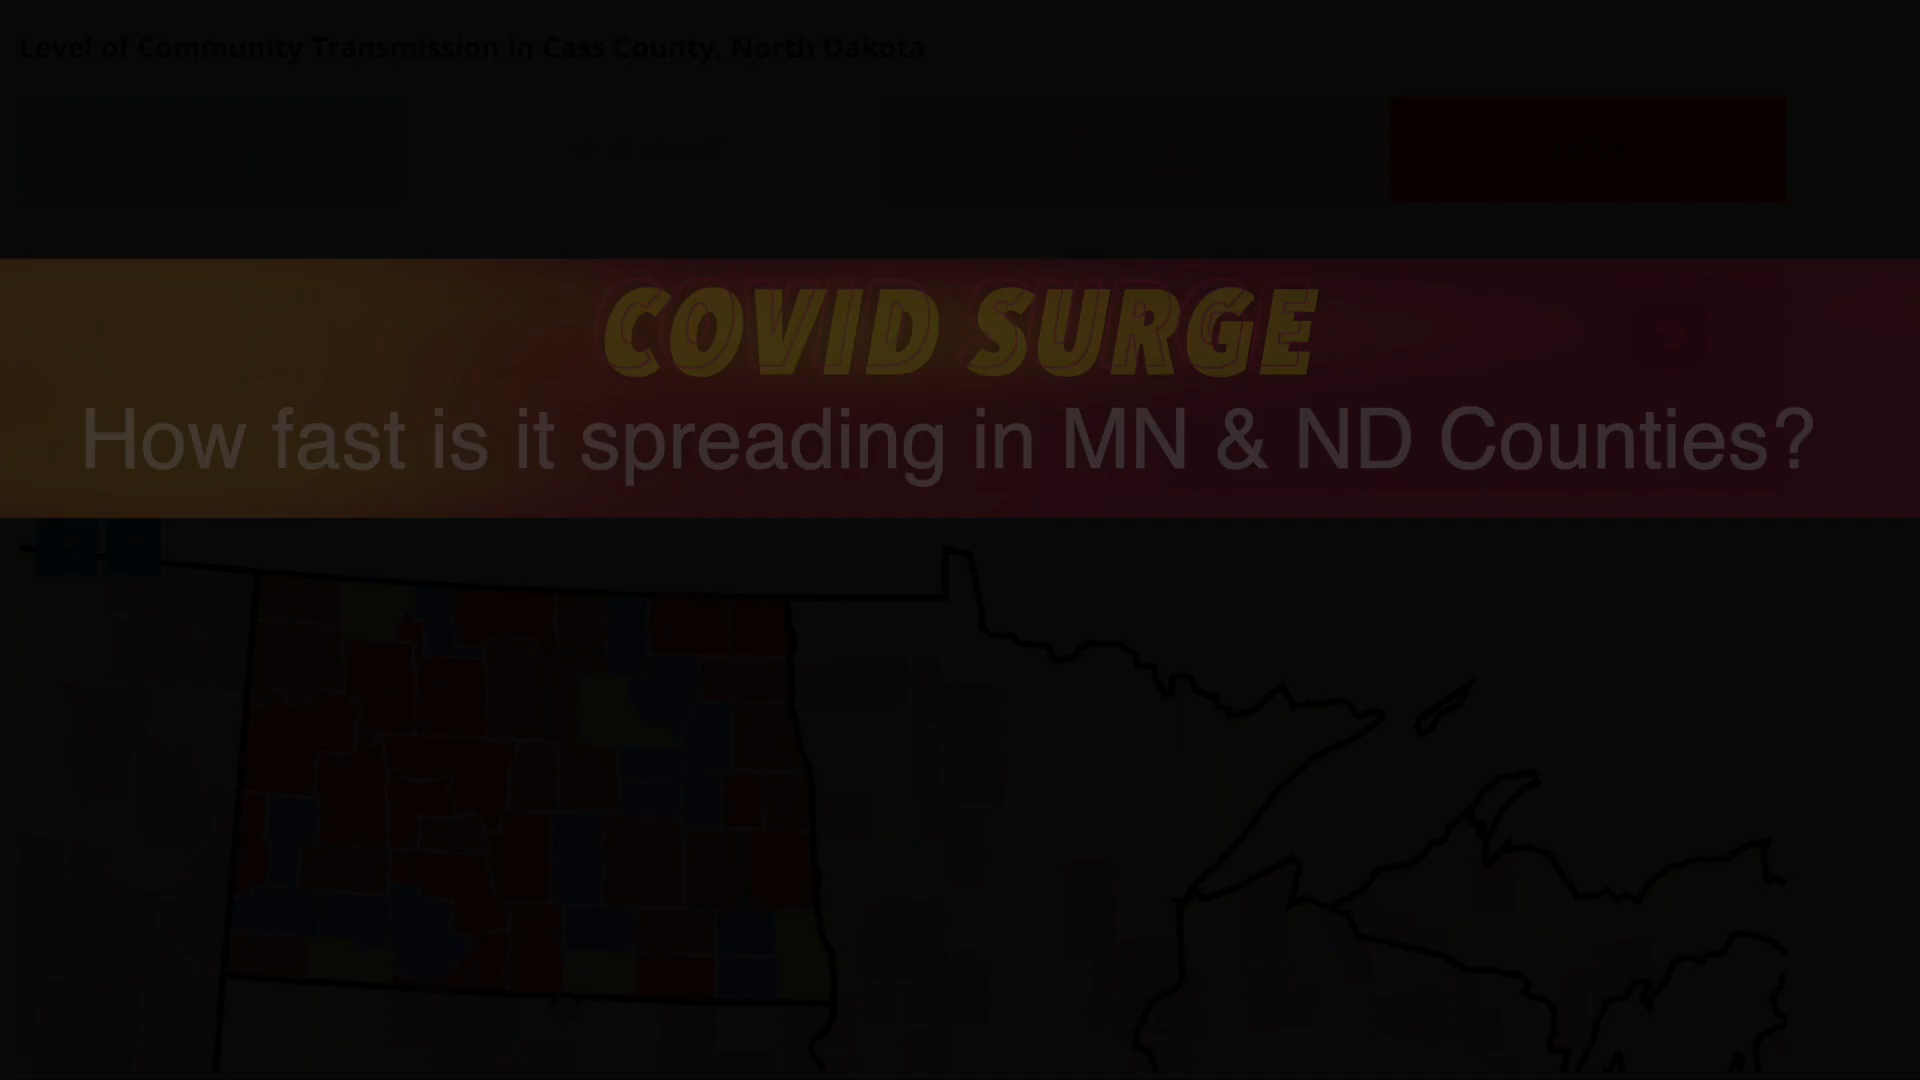 Level of Community Transmission in Cass County, North Dakota
COVID SURGE
How fast is it spreading in MN & ND Counties?